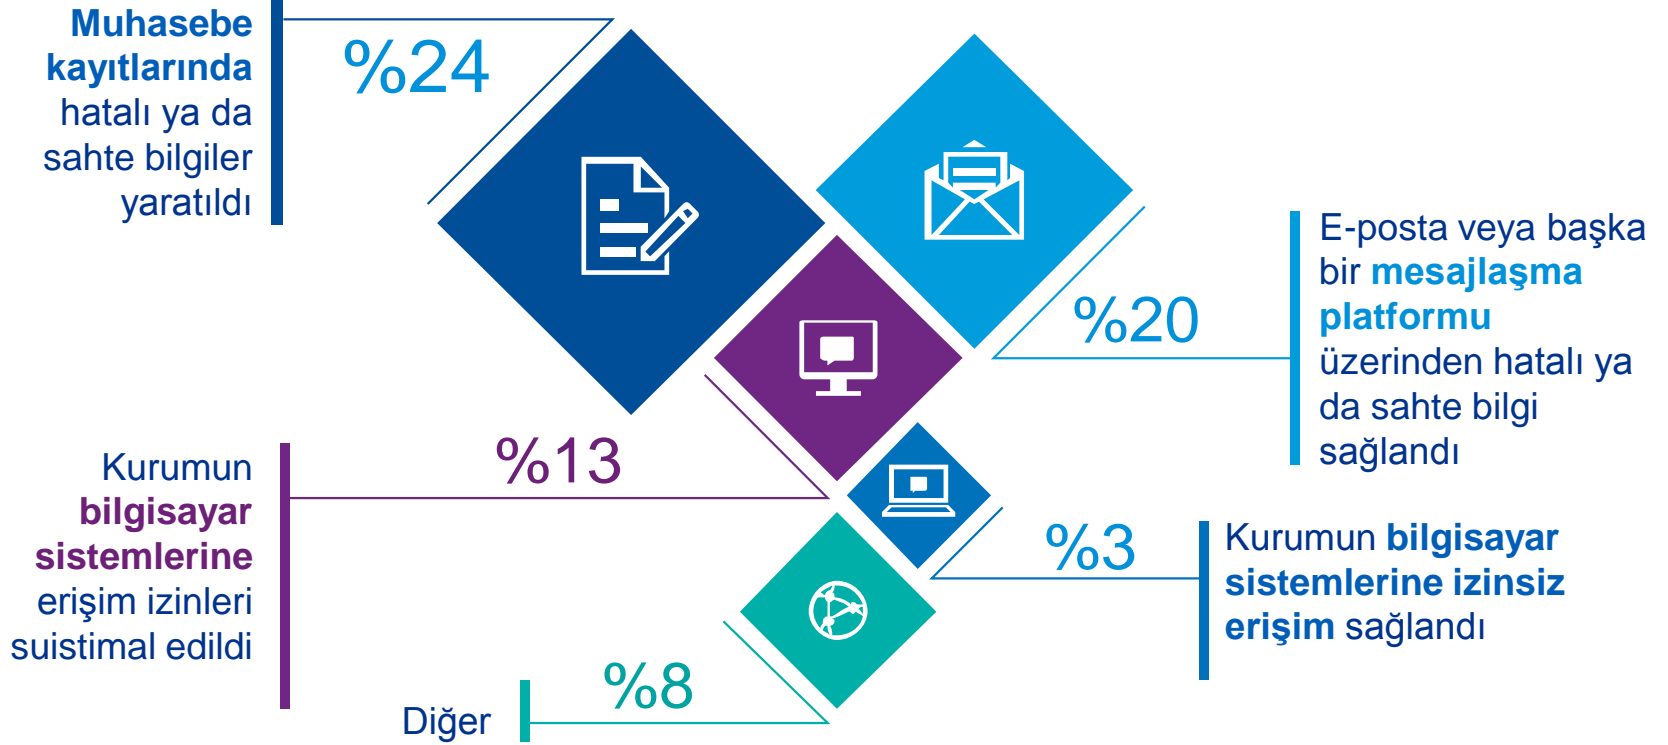 Muhasebe
kayıtlarında
hatalı ya da
sahte bilgiler
yaratıldı
%24
E-posta veya başka
bir mesajlaşma
platformu
üzerinden hatalı ya
da sahte bilgi
sağlandı
%20
Kurumun
bilgisayar
sistemlerine
erişim izinleri
suistimal edildi
%13
%3
Kurumun bilgisayar
sistemlerine izinsiz
erişim sağlandı
%8
Diğer